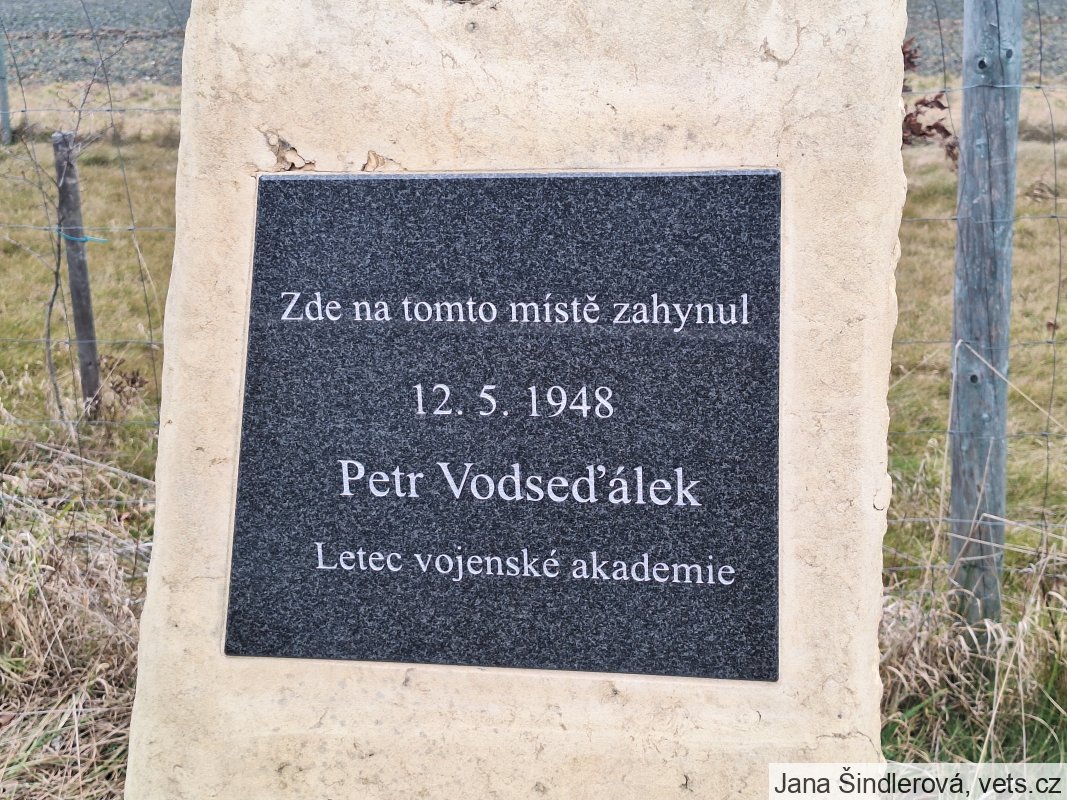 Zde na tomto místě zahynul
12. 5. 1948
Petr Vodseďálek
Letec vojenské akademie
Jana Šindlerová, vets.cz